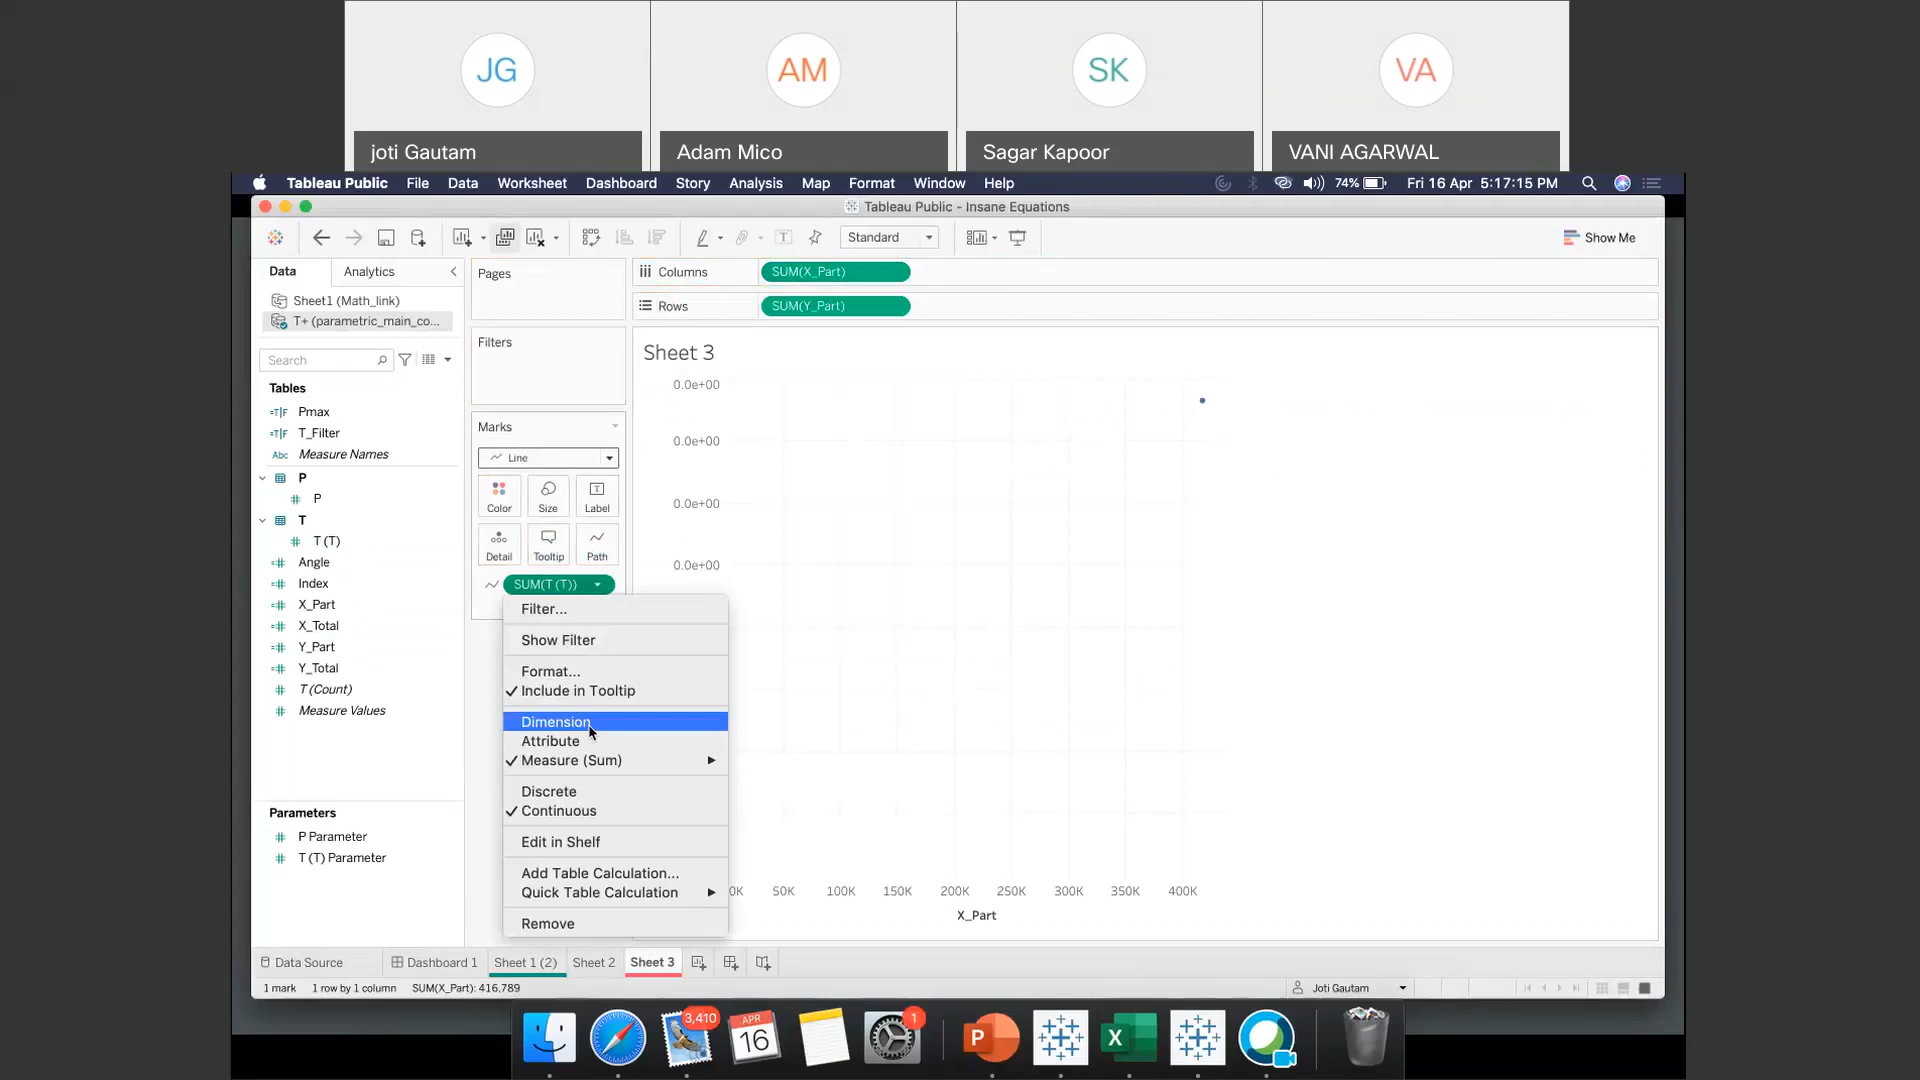 JG
AM
SK
VA
joti Gautam
Adam Mico
Sagar Kapoor
VANI AGARWAL
Tableau Public File Data Worksheet Dashboard Story Analysis Map Format Window Help
74% Fri 16 Apr 5:17:15 PM
Tableau Public - Insane Equations
Standard
Show Me
Data
Analytics
Sheet1 (Math_link)
T+ (parametric_main_co...
Search
Tables
=T|F Pmax
=T|F T_Filter
Abc Measure Names
P
P
T
T (T)
Angle
Index
X_Part
X_Total
Y_Part
Y_Total
T (Count)
Measure Values
Parameters
P Parameter
T (T) Parameter
Pages
Filters
Marks
Line
Color
Size
Label
Detail
Tooltip
Path
SUM(T (T))
Filter...
Show Filter
Format...
Include in Tooltip
Dimension
Attribute
Measure (Sum)
Discrete
Continuous
Edit in Shelf
Add Table Calculation...
Quick Table Calculation
Remove
Columns
SUM(X_Part)
Rows
SUM(Y_Part)
Sheet 3
0.0e+00
0.0e+00
0.0e+00
0.0e+00
0K 50K 100K 150K 200K 250K 300K 350K 400K
X_Part
Data Source
Dashboard 1
Sheet 1 (2)
Sheet 2
Sheet 3
1 mark 1 row by 1 column SUM(X_Part): 416,789
Joti Gautam
3,410
APR
16
1
P
X